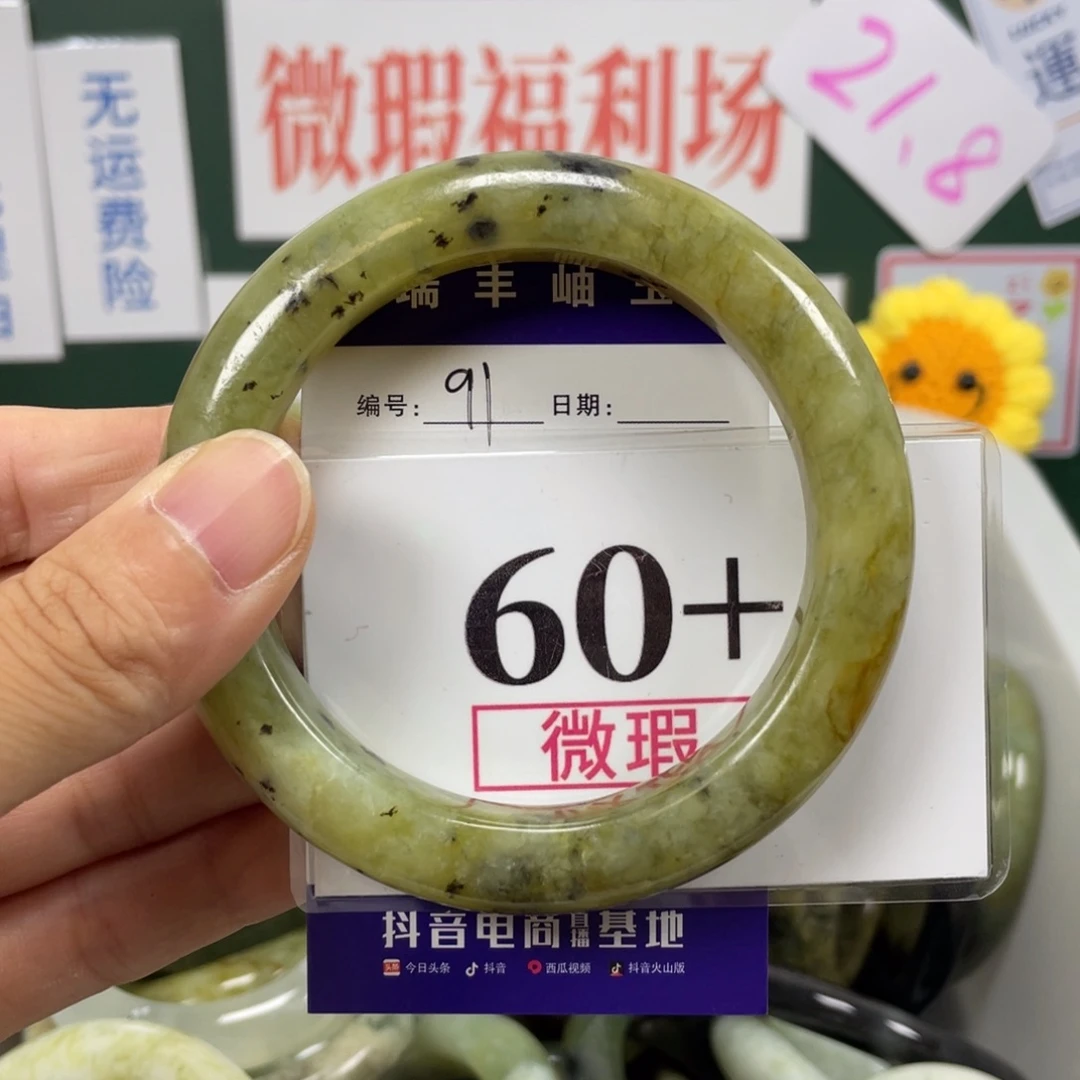 微瑕福利场
21.8
運
无运费险
瑞丰岫玉
编号: 91 日期:
60+
微瑕
抖音电商直播基地
今日头条 抖音 西瓜视频 抖音火山版